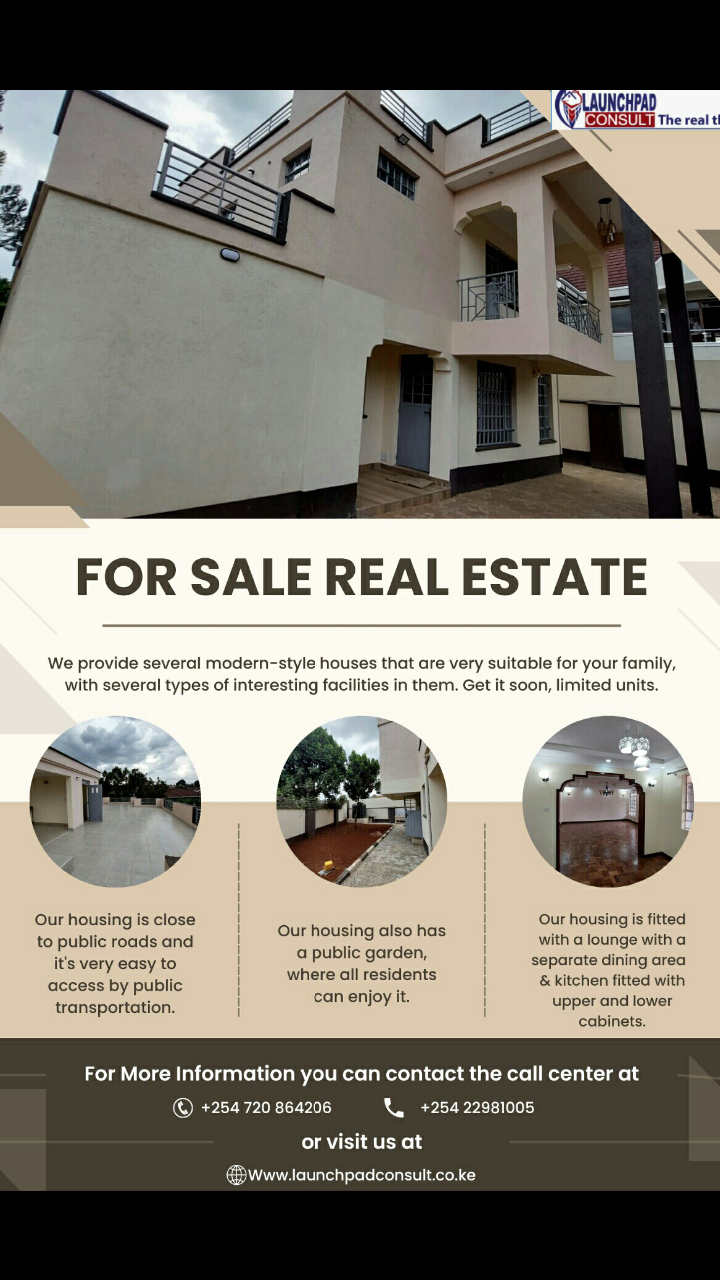 LAUNCHPAD
CONSULT The real
FOR SALE REAL ESTATE
We provide several modern-style houses that are very suitable for your family,
with several types of interesting facilities in them. Get it soon, limited units.
Our housing is close
to public roads and
it's very easy to
access by public
transportation.
Our housing also has
a public garden,
where all residents
can enjoy it.
Our housing is fitted
with a lounge with a
separate dining area
& kitchen fitted with
upper and lower
cabinets.
For More Information you can contact the call center at
+254 720 864206
+254 22981005
or visit us at
Www.launchpadconsult.co.ke